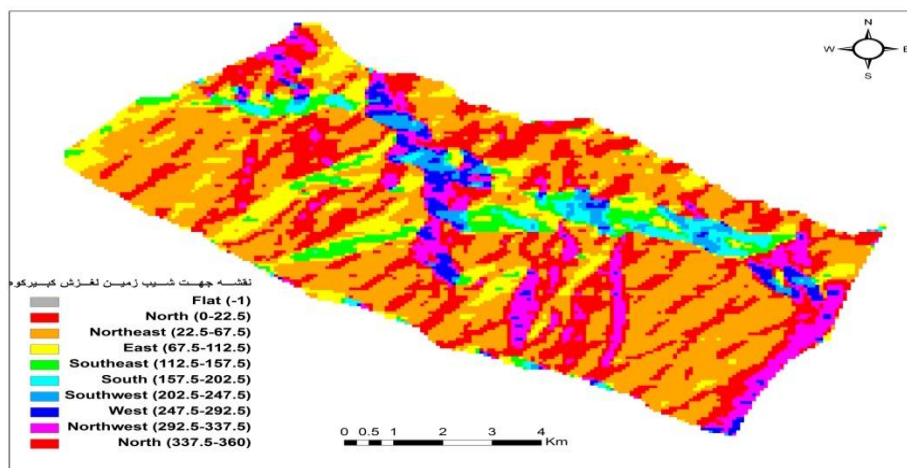 N
W E
S
نقشه جهت شیب زمین لغزش کبیرکوه
Flat (-1)
North (0-22.5)
Northeast (22.5-67.5)
East (67.5-112.5)
Southeast (112.5-157.5)
South (157.5-202.5)
Southwest (202.5-247.5)
West (247.5-292.5)
Northwest (292.5-337.5)
North (337.5-360)
0 0.5 1 2 3 4
Km